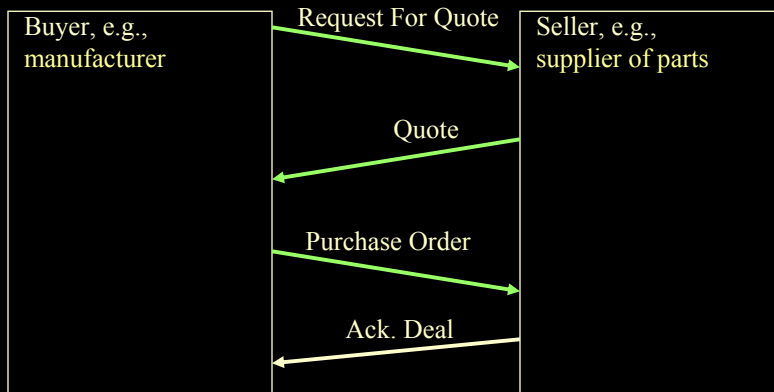 Buyer, e.g.,
manufacturer
Request For Quote
Seller, e.g.,
supplier of parts
Quote
Purchase Order
Ack. Deal